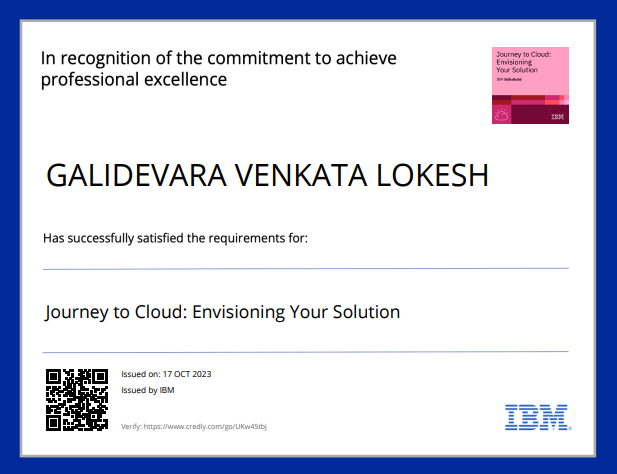 In recognition of the commitment to achieve
professional excellence
Journey to Cloud:
Envisioning
Your Solution
IBM
GALIDEVARA VENKATA LOKESH
Has successfully satisfied the requirements for:
Journey to Cloud: Envisioning Your Solution
Issued on: 17 OCT 2023
Issued by IBM
Verify: https://www.credly.com/go/UKw45tbj
IBM